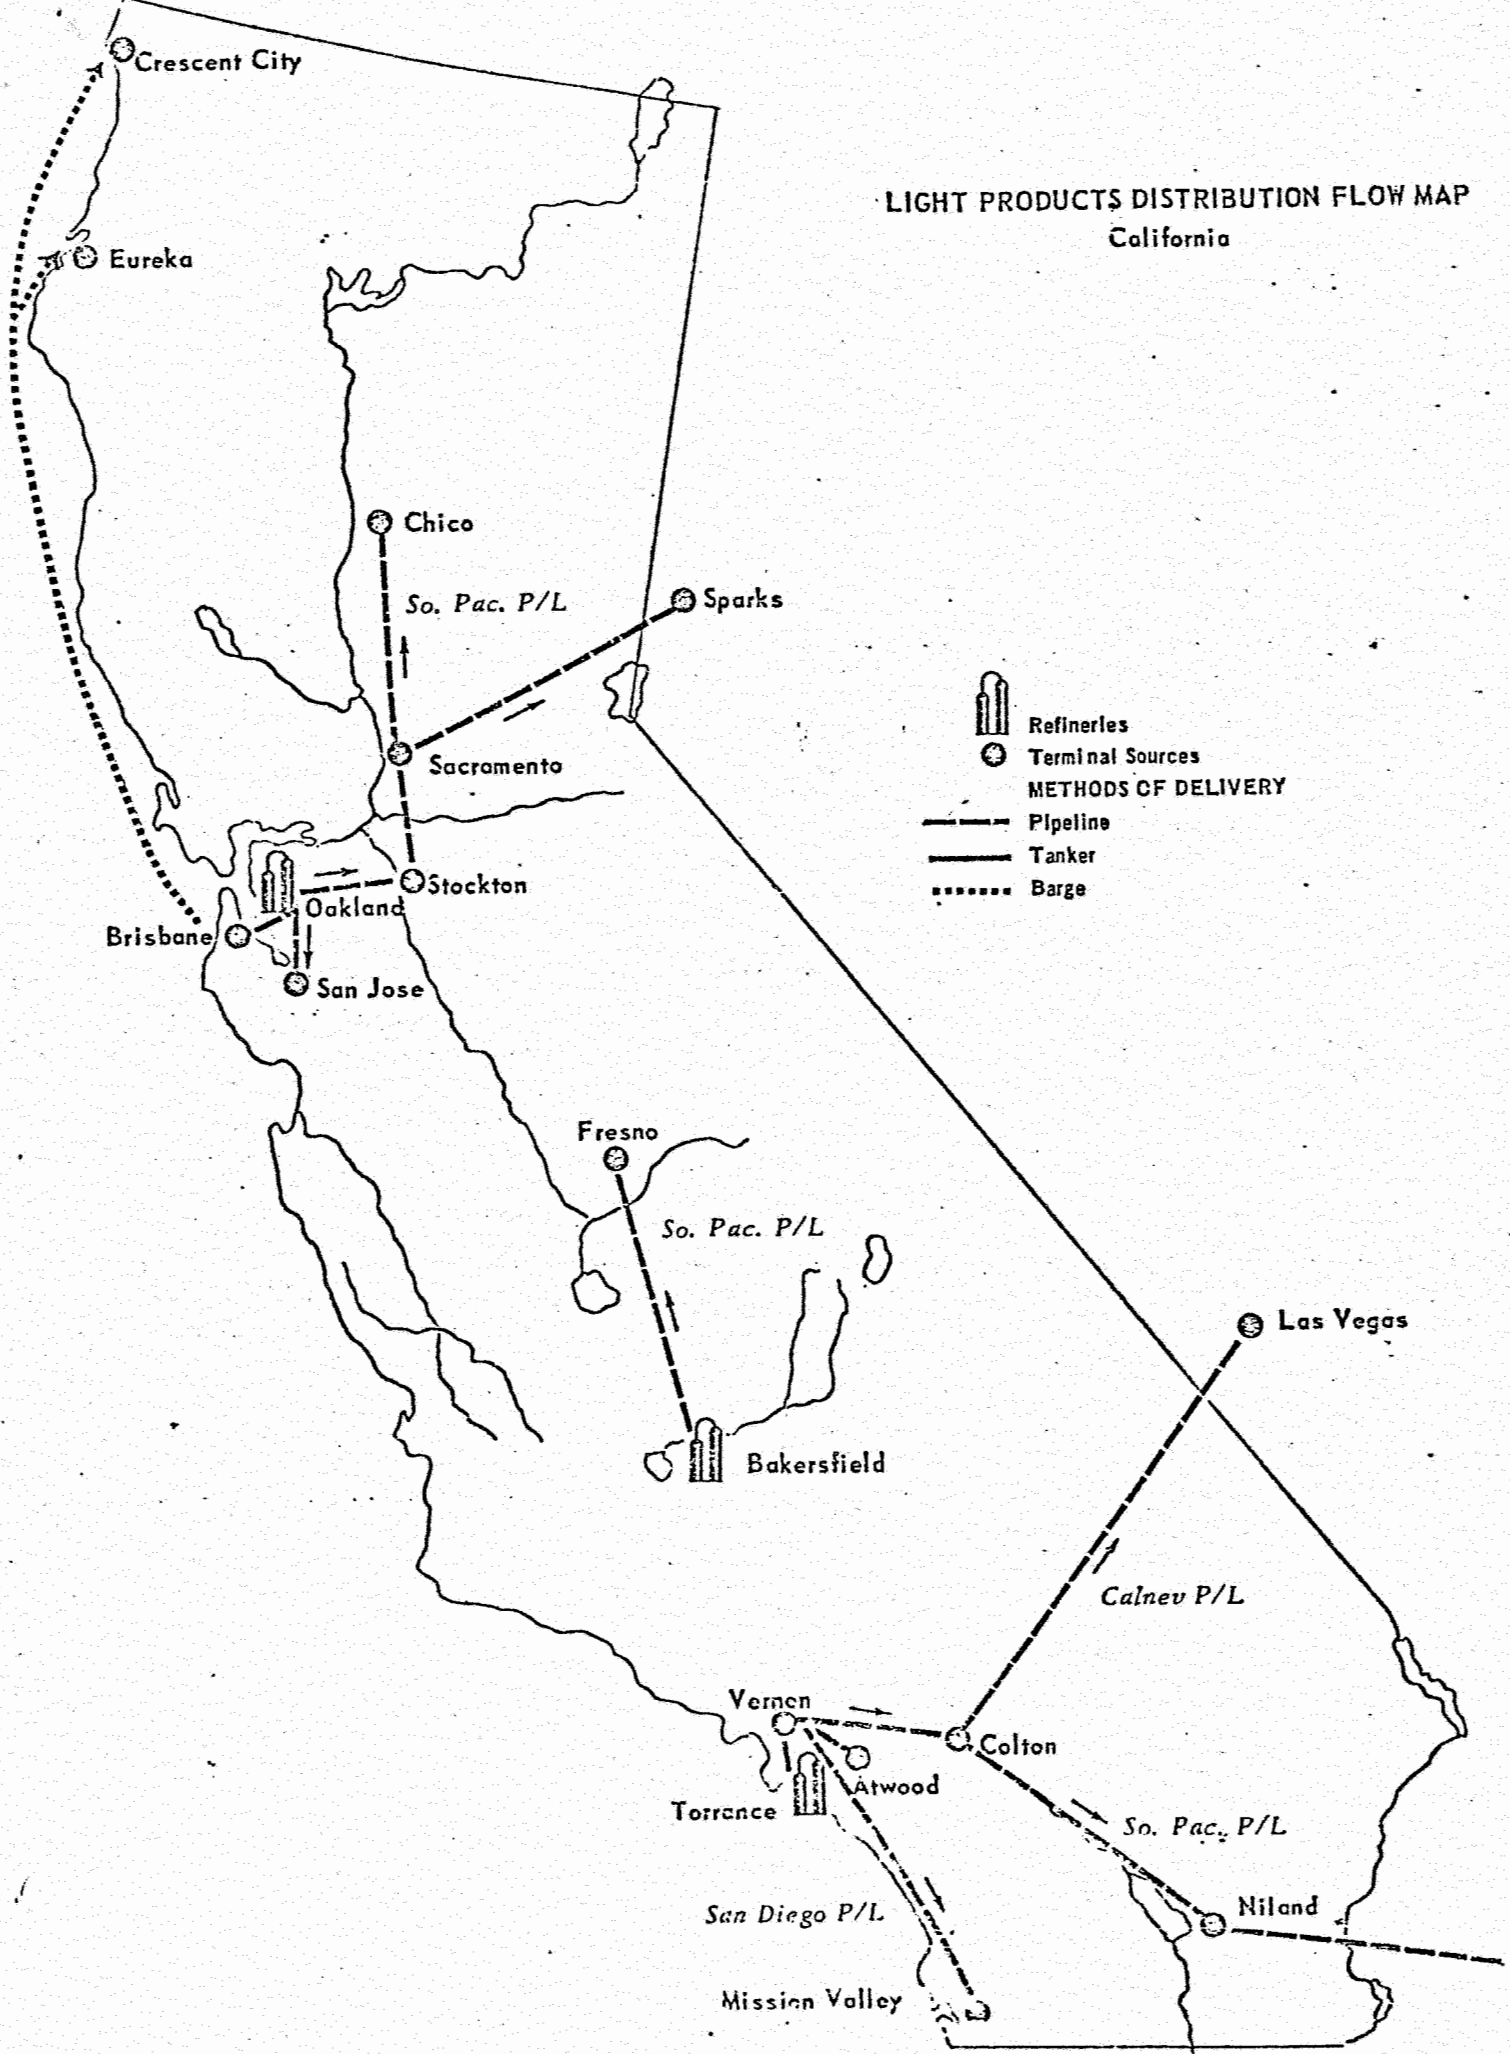 Crescent City
LIGHT PRODUCTS DISTRIBUTION FLOW MAP
California
Eureka
Chico
So. Pac. P/L
Sparks
Refineries
Sacramento
Terminal Sources
METHODS OF DELIVERY
Pipeline
Tanker
Barge
Stockton
Oakland
Brisbane
San Jose
Fresno
So. Pac. P/L
Las Vegas
Bakersfield
Calnev P/L
Vernon
Colton
Atwood
Torrance
So. Pac. P/L
Niland
San Diego P/L
Mission Valley